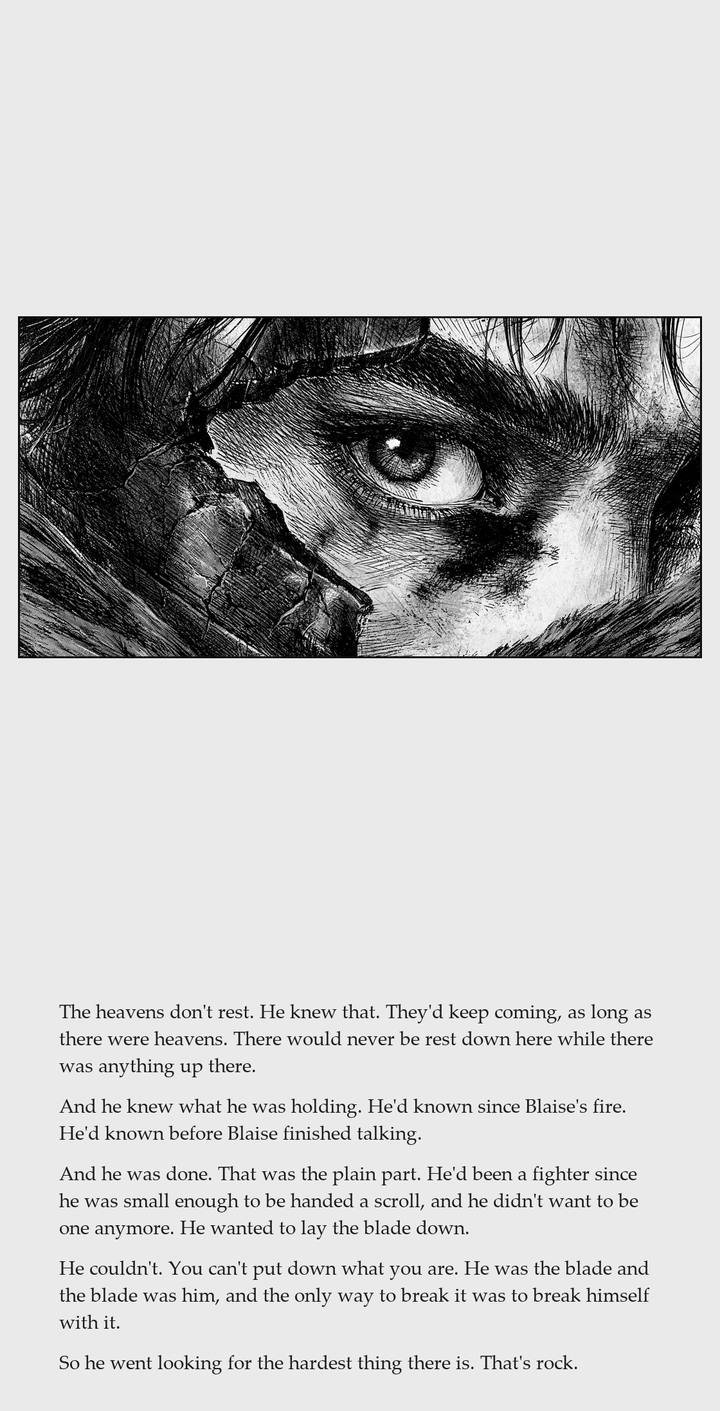 The heavens don't rest. He knew that. They'd keep coming, as long as
there were heavens. There would never be rest down here while there
was anything up there.
And he knew what he was holding. He'd known since Blaise's fire.
He'd known before Blaise finished talking.
And he was done. That was the plain part. He'd been a fighter since
he was small enough to be handed a scroll, and he didn't want to be
one anymore. He wanted to lay the blade down.
He couldn't. You can't put down what you are. He was the blade and
the blade was him, and the only way to break it was to break himself
with it.
So he went looking for the hardest thing there is. That's rock.